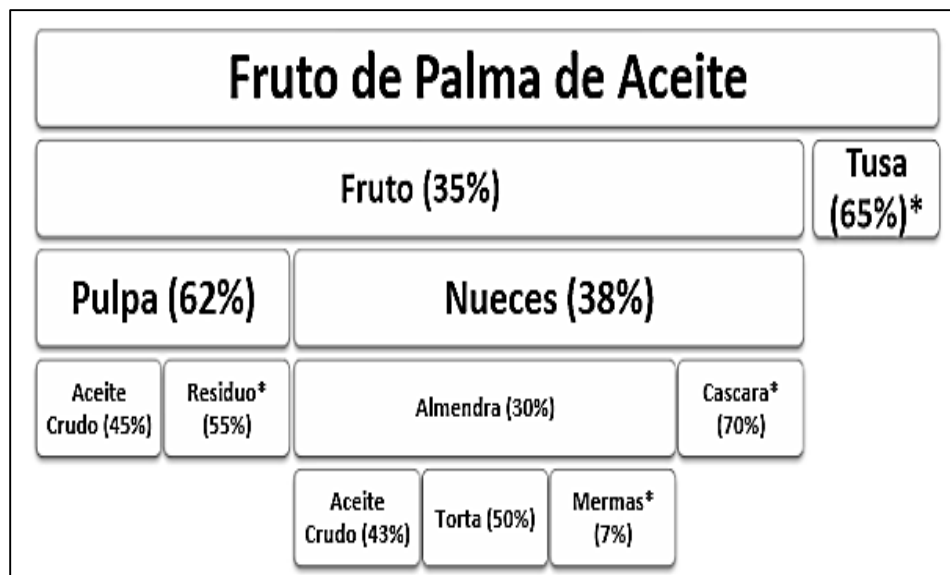 Fruto de Palma de Aceite
Fruto (35%)
Tusa
(65%)*
Pulpa (62%)
Nueces (38%)
Aceite
Crudo (45%)
Residuo*
(55%)
Almendra (30%)
Cascara*
(70%)
Aceite
Crudo (43%)
Torta (50%)
Mermas*
(7%)